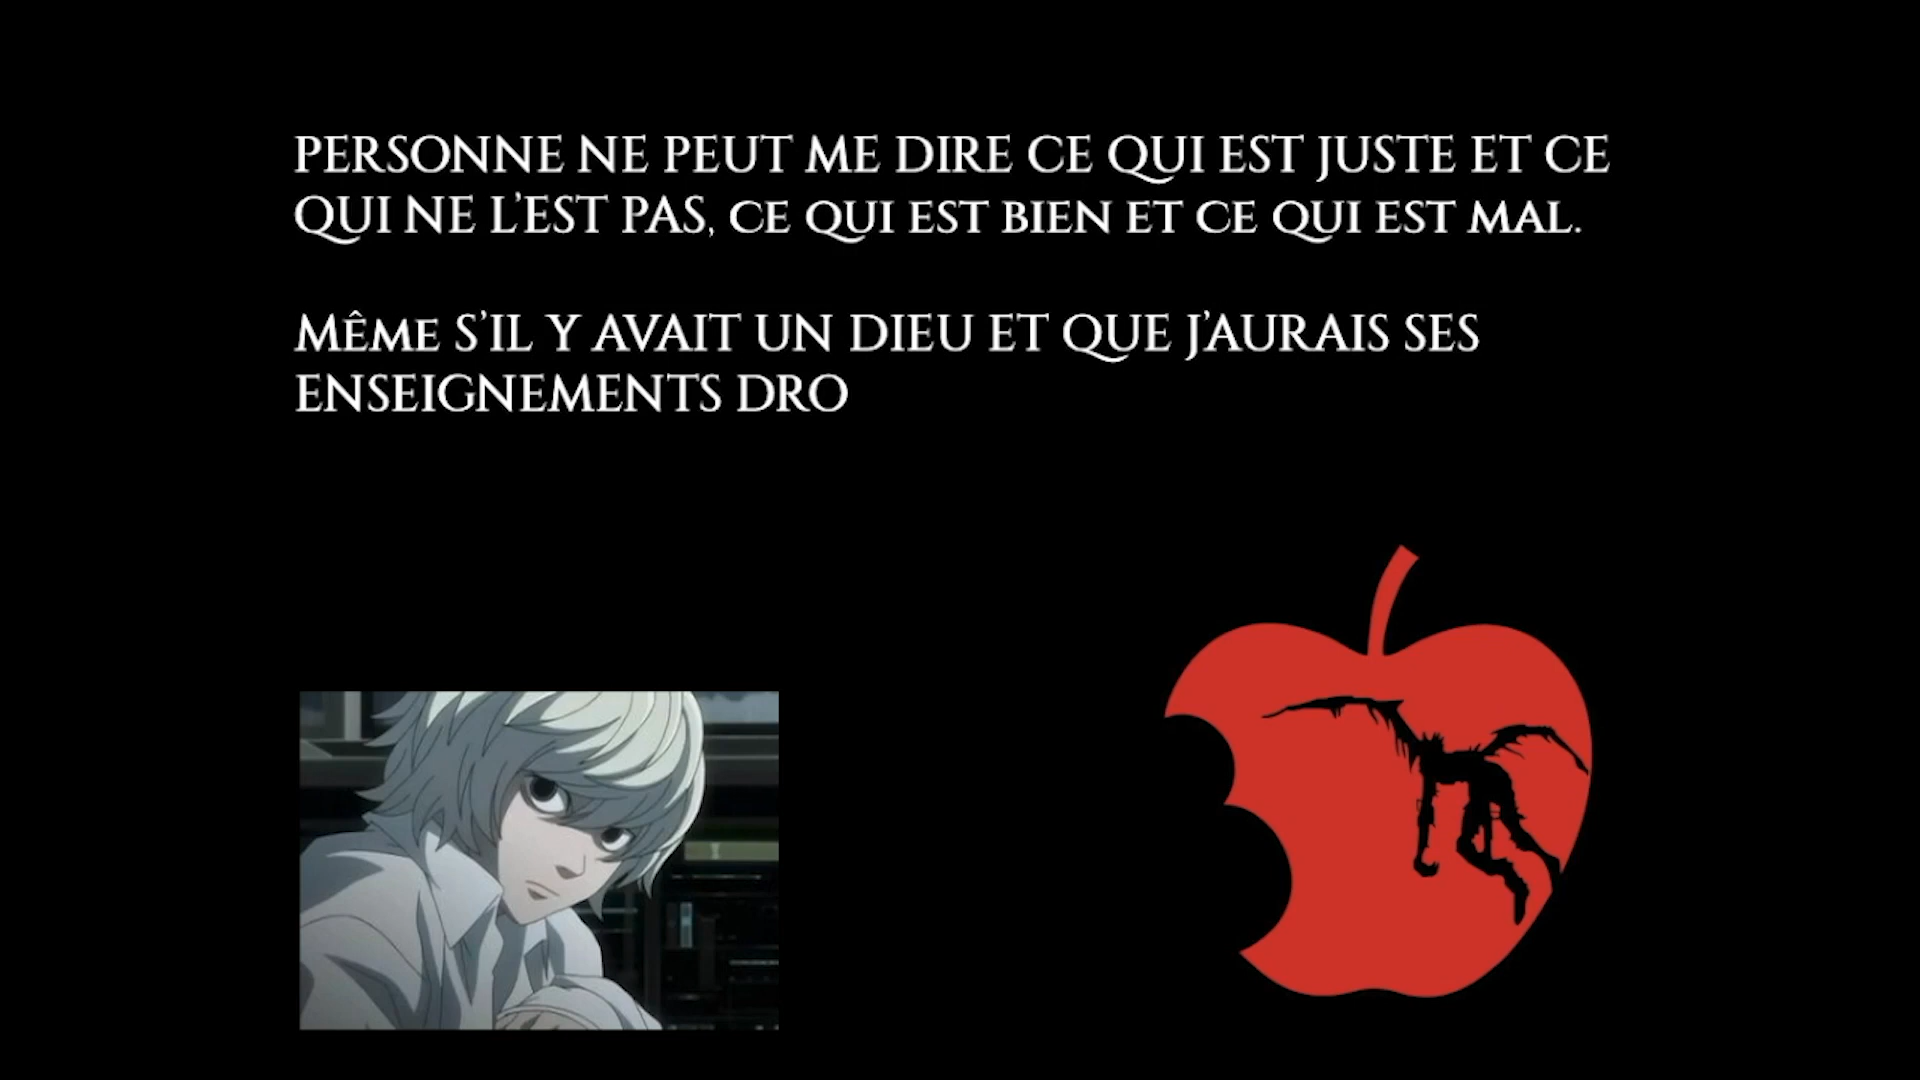 PERSONNE NE PEUT ME DIRE CE QUI EST JUSTE ET CE
QUI NE L'EST PAS, CE QUI EST BIEN ET CE QUI EST MAL.
MÊME S'IL Y AVAIT UN DIEU ET QUE J'AURAIS SES
ENSEIGNEMENTS DRO